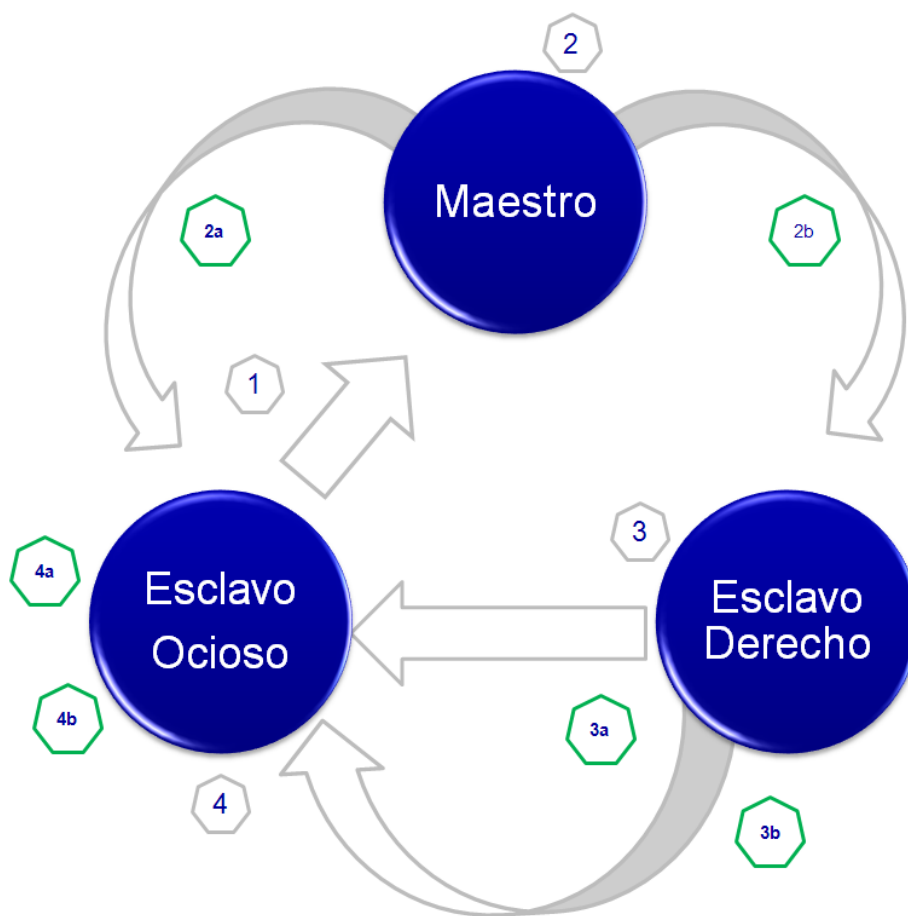 2
Maestro
2a
2b
1
3
4a
Esclavo
Ocioso
Esclavo
Derecho
4b
3a
4
3b